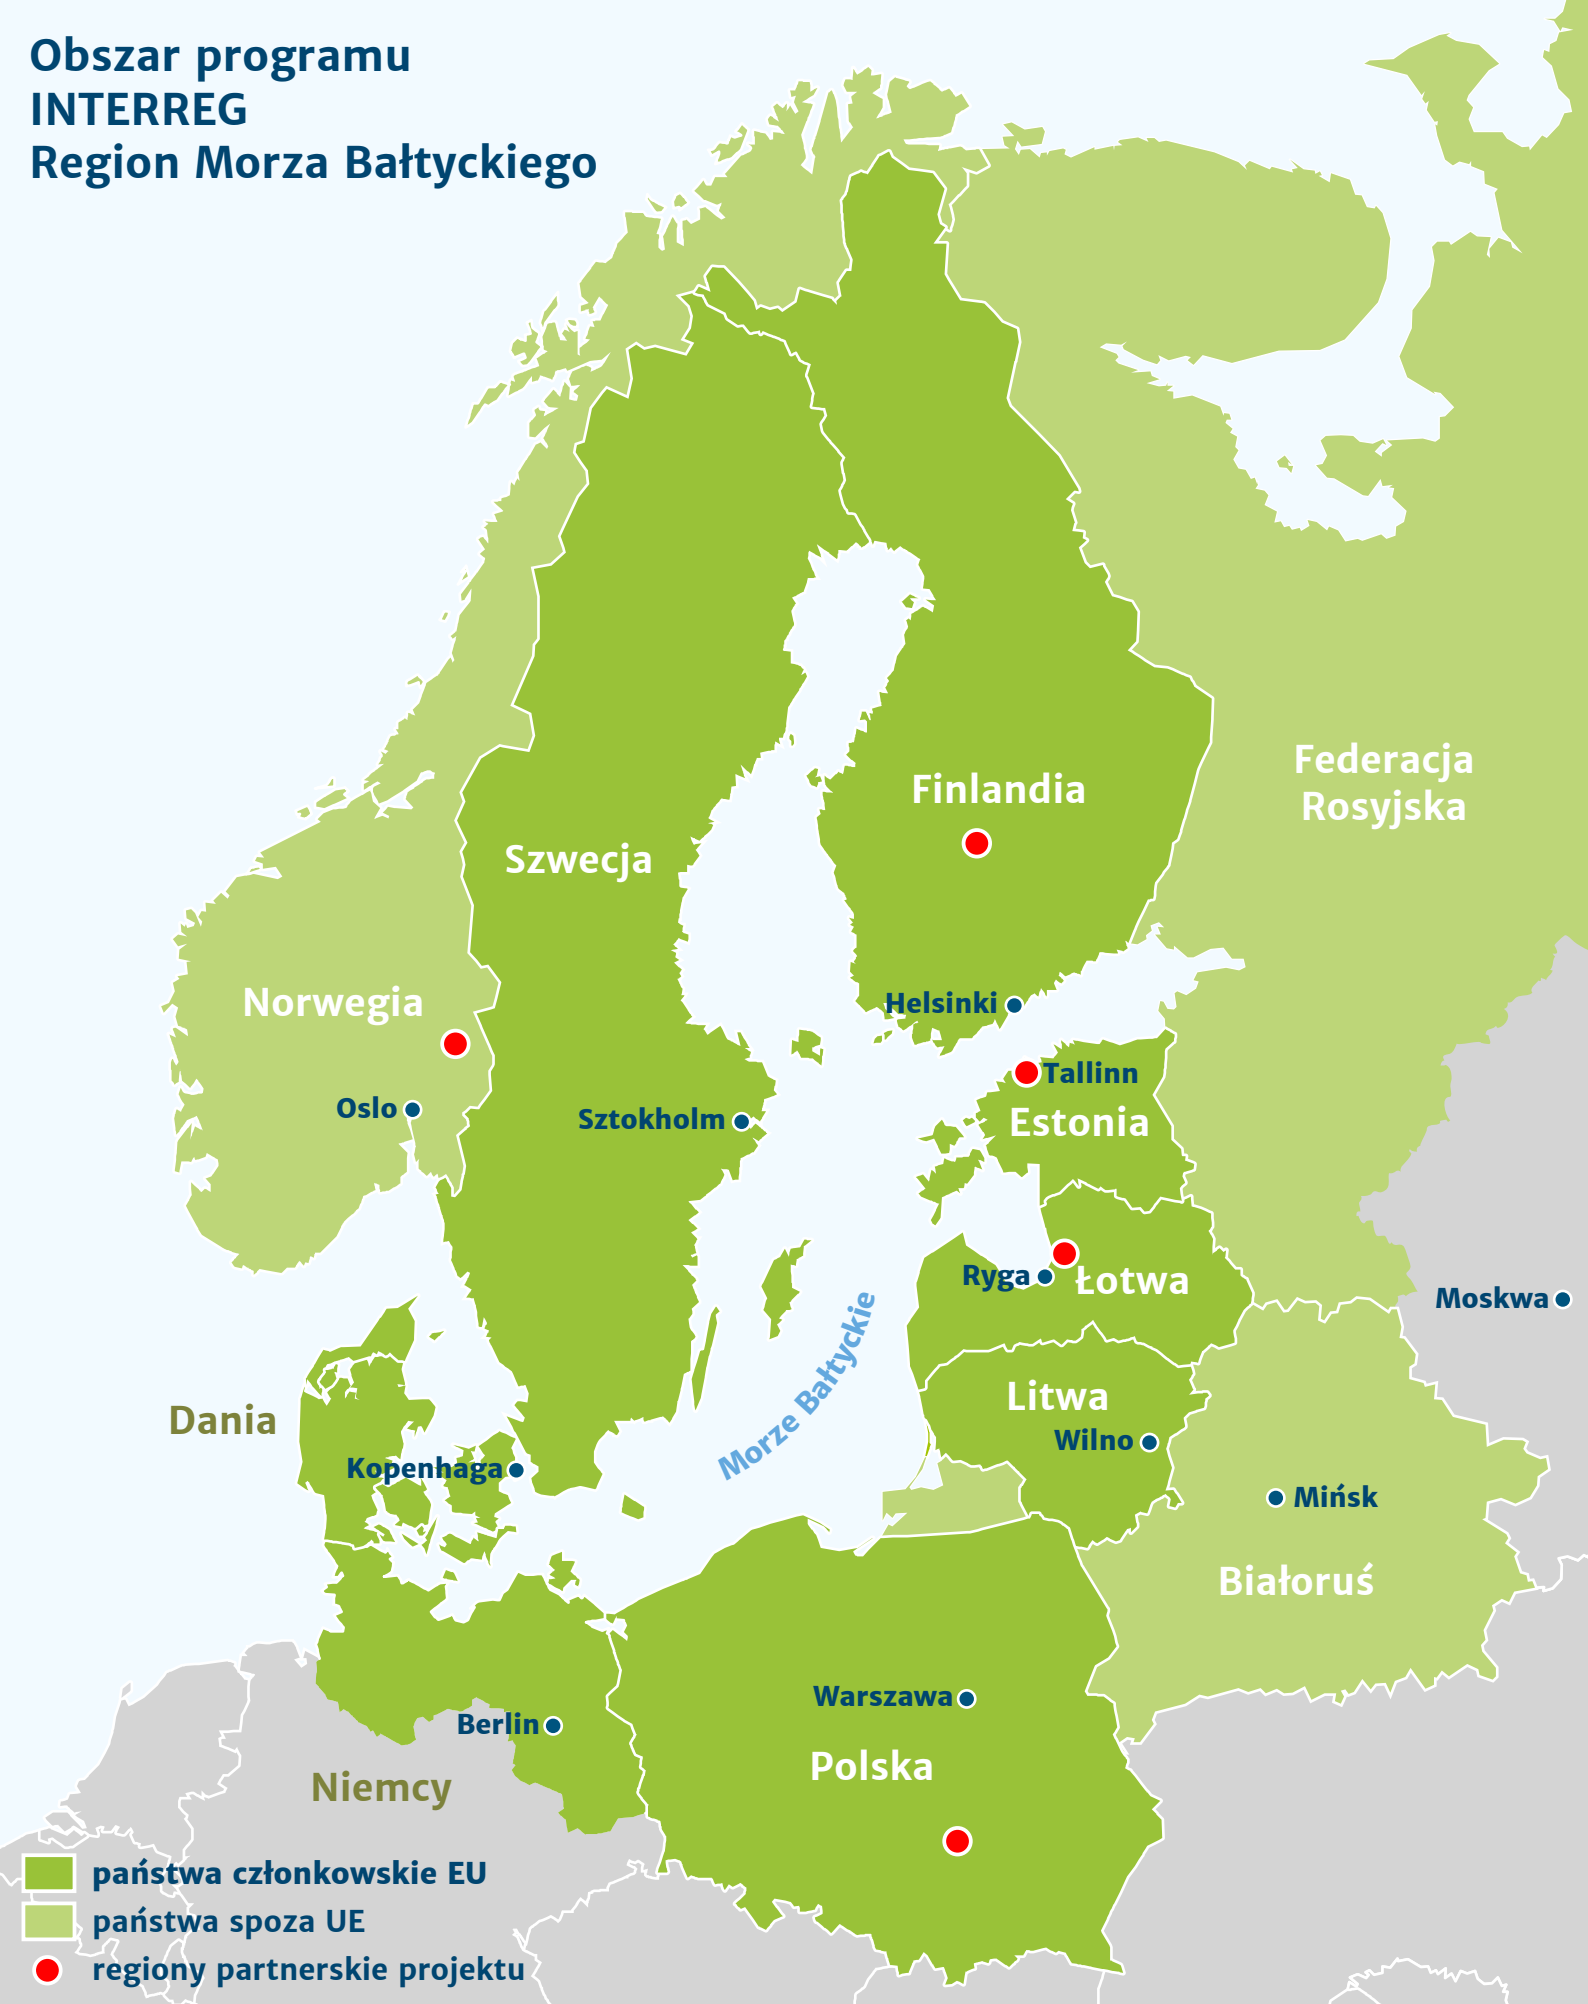 Obszar programu
INTERREG
Region Morza Bałtyckiego
Federacja
Rosyjska
Finlandia
Szwecja
Norwegia
Helsinki
Tallinn
Oslo
Sztokholm
Estonia
Ryga
Łotwa
Moskwa
Morze Bałtyckie
Litwa
Dania
Wilno
Kopenhaga
Mińsk
Białoruś
Warszawa
Berlin
Polska
Niemcy
państwa członkowskie EU
państwa spoza UE
regiony partnerskie projektu